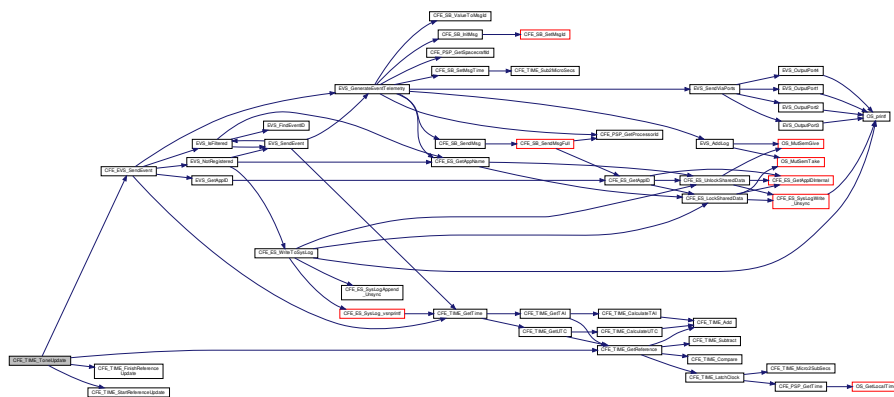 CFE_SB_ValueToMsgId
CFE_SB_InitMsg
CFE_SB_SetMsgId
CFE_PSP_GetSpacecraftId
CFE_SB_SetMsgTime
CFE_TIME_Sub2MicroSecs
EVS_OutputPort4
EVS_GenerateEventTelemetry
EVS_SendViaPorts
EVS_OutputPort1
EVS_OutputPort2
OS_printf
EVS_OutputPort3
EVS_FindEventID
CFE_PSP_GetProcessorId
EVS_IsFiltered
EVS_SendEvent
CFE_SB_SendMsg
CFE_SB_SendMsgFull
EVS_AddLog
OS_MutSemGive
EVS_NotRegistered
CFE_ES_GetAppName
OS_MutSemTake
CFE_EVS_SendEvent
EVS_GetAppID
CFE_ES_GetAppID
CFE_ES_UnlockSharedData
CFE_ES_GetAppIDInternal
CFE_ES_LockSharedData
CFE_ES_SysLogWrite
_Unsync
CFE_ES_WriteToSysLog
CFE_ES_SysLogAppend
_Unsync
CFE_ES_SysLog_vsnprintf
CFE_TIME_GetTime
CFE_TIME_GetTAI
CFE_TIME_CalculateTAI
CFE_TIME_Add
CFE_TIME_GetUTC
CFE_TIME_CalculateUTC
CFE_TIME_Subtract
CFE_TIME_GetReference
CFE_TIME_Compare
CFE_TIME_ToneUpdate
CFE_TIME_FinishReference
Update
CFE_TIME_Micro2SubSecs
CFE_TIME_LatchClock
CFE_PSP_GetTime
OS_GetLocalTime
CFE_TIME_StartReferenceUpdate